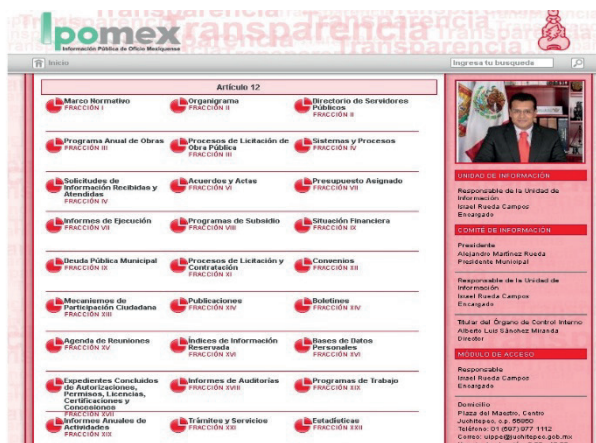 Ipomex
Información Pública de Oficio Mexiquense
Transparencia
Inicio
Ingresa tu busqueda
Artículo 12
Marco Normativo
FRACCIÓN I
Organigrama
FRACCIÓN II
Directorio de Servidores
Públicos
FRACCIÓN II
Programa Anual de Obras
FRACCIÓN III
Procesos de Licitación de
Obra Pública
FRACCIÓN III
Sistemas y Procesos
FRACCIÓN IV
Solicitudes de
Información Recibidas y
Atendidas
FRACCIÓN IV
Acuerdos y Actas
FRACCIÓN VI
Presupuesto Asignado
FRACCIÓN VII
Informes de Ejecución
FRACCIÓN VII
Programas de Subsidio
FRACCIÓN VIII
Situación Financiera
FRACCIÓN IX
Deuda Pública Municipal
FRACCIÓN IX
Procesos de Licitación y
Contratación
FRACCIÓN XI
Convenios
FRACCIÓN XII
Mecanismos de
Participación Ciudadana
FRACCIÓN XIII
Publicaciones
FRACCIÓN XIV
Boletines
FRACCIÓN XIV
Agenda de Reuniones
FRACCIÓN XV
Índices de Información
Reservada
FRACCIÓN XVI
Bases de Datos
Personales
FRACCIÓN XVI
Expedientes Concluidos
de Autorizaciones,
Permisos, Licencias,
Certificaciones y
Concesiones
FRACCIÓN XVII
Informes de Auditorías
FRACCIÓN XVIII
Programas de Trabajo
FRACCIÓN XIX
Informes Anuales de
Actividades
FRACCIÓN XIX
Trámites y Servicios
FRACCIÓN XXI
Estadísticas
FRACCIÓN XXII
UNIDAD DE INFORMACIÓN
Responsable de la Unidad de
Información
Israel Rueda Campos
Encargado
COMITÉ DE INFORMACIÓN
Presidente
Alejandro Martínez Rueda
Presidente Municipal
Responsable de la Unidad de
Información
Israel Rueda Campos
Encargado
Titular del Órgano de Control Interno
Alberto Luis Sánchez Miranda
Director
MÓDULO DE ACCESO
Responsable
Israel Rueda Campos
Encargado
Domicilio
Plaza del Maestro, Centro
Juchitepec, c.p. 56860
Teléfono: 01 (597) 977 1112
Correo: uippe@juchitepec.gob.mx